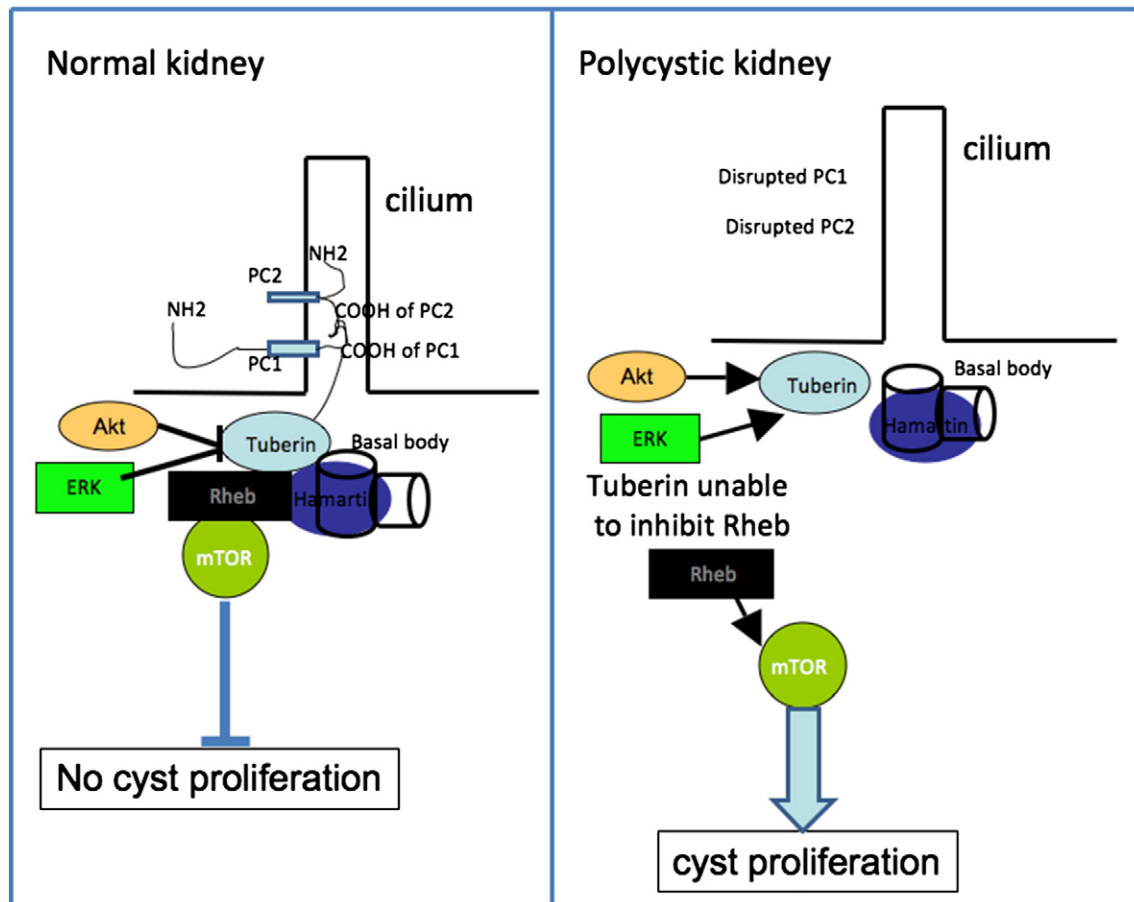 Normal kidney
cilium
NH2
PC2
NH2
COOH of PC2
COOH of PC1
PC1
Akt
Tuberin
Basal body
ERK
Rheb
Hamarti
mTOR
No cyst proliferation
Polycystic kidney
cilium
Disrupted PC1
Disrupted PC2
Basal body
Akt
Tuberin
Hamartin
ERK
Tuberin unable
to inhibit Rheb
Rheb
mTOR
cyst proliferation